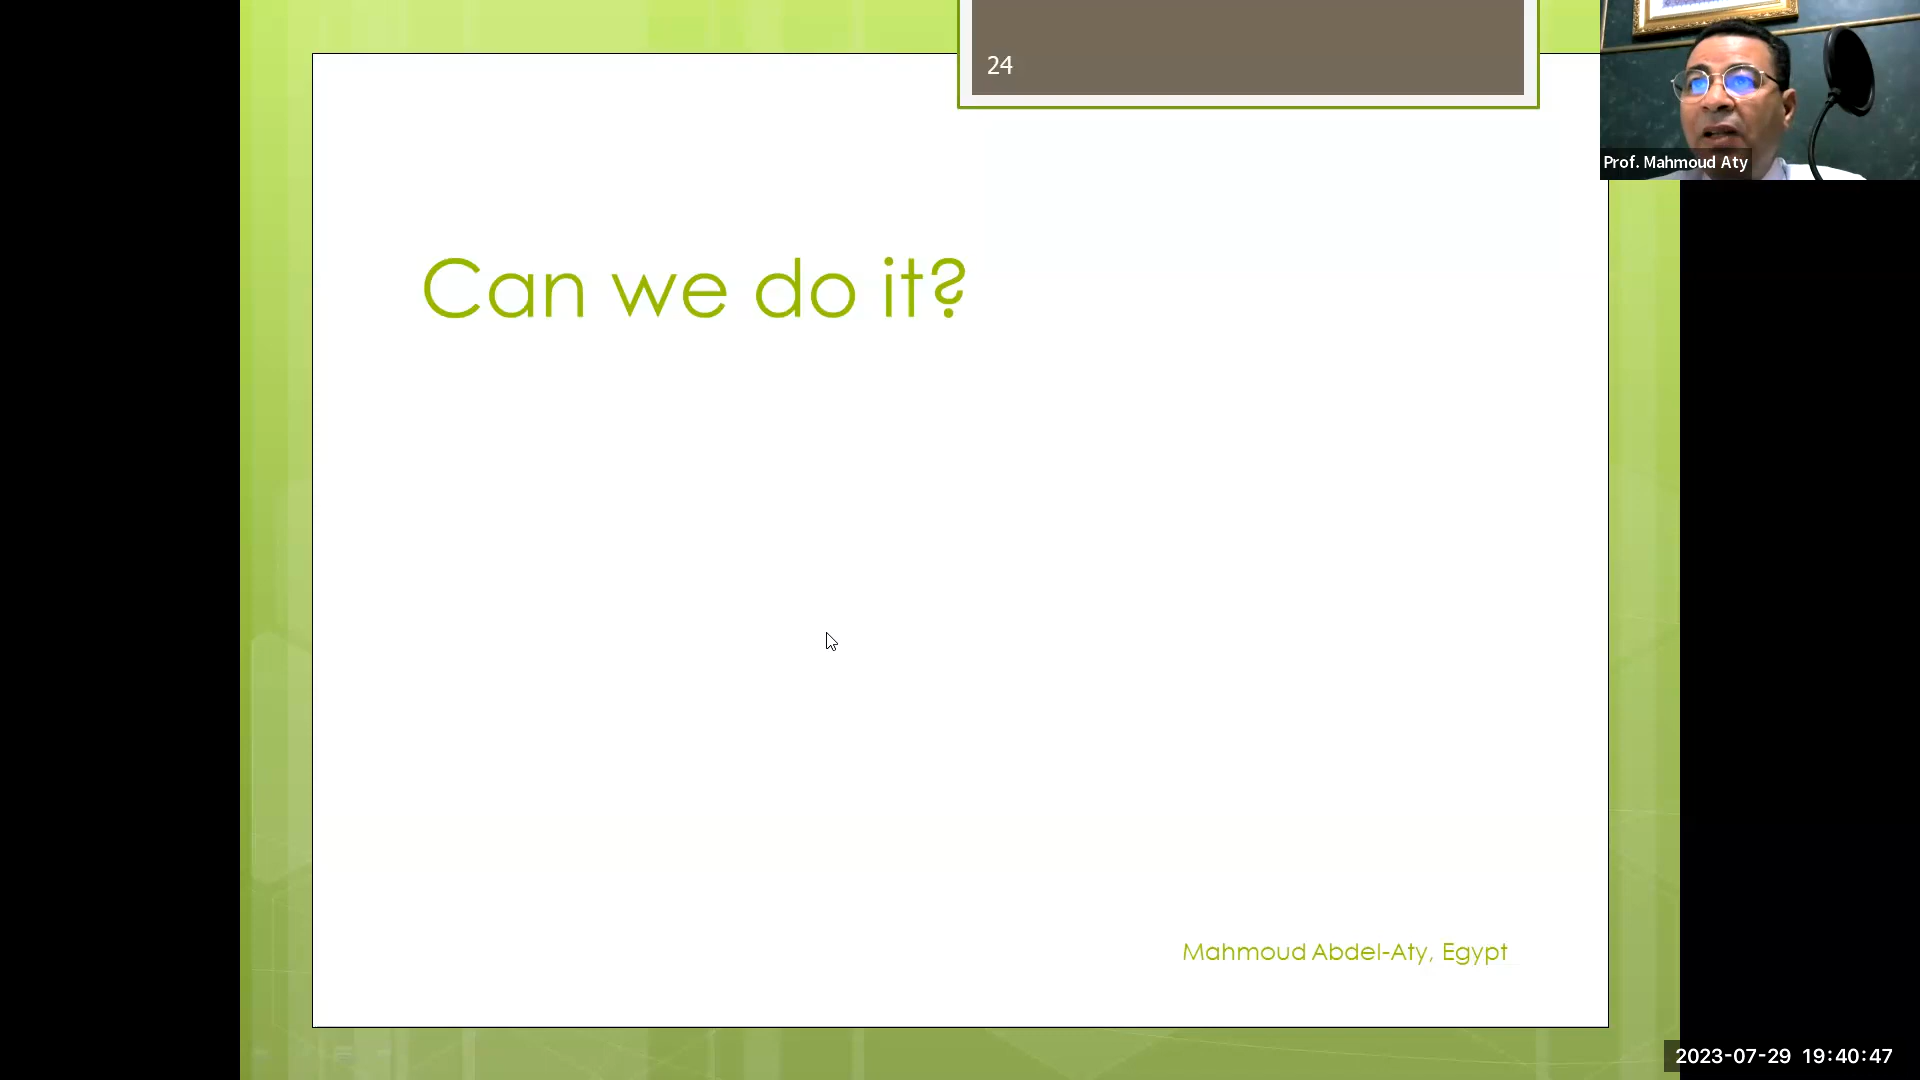 24
Prof. Mahmoud Aty
Can we do it?
Mahmoud Abdel-Aty, Egypt
2023-07-29 19:40:47